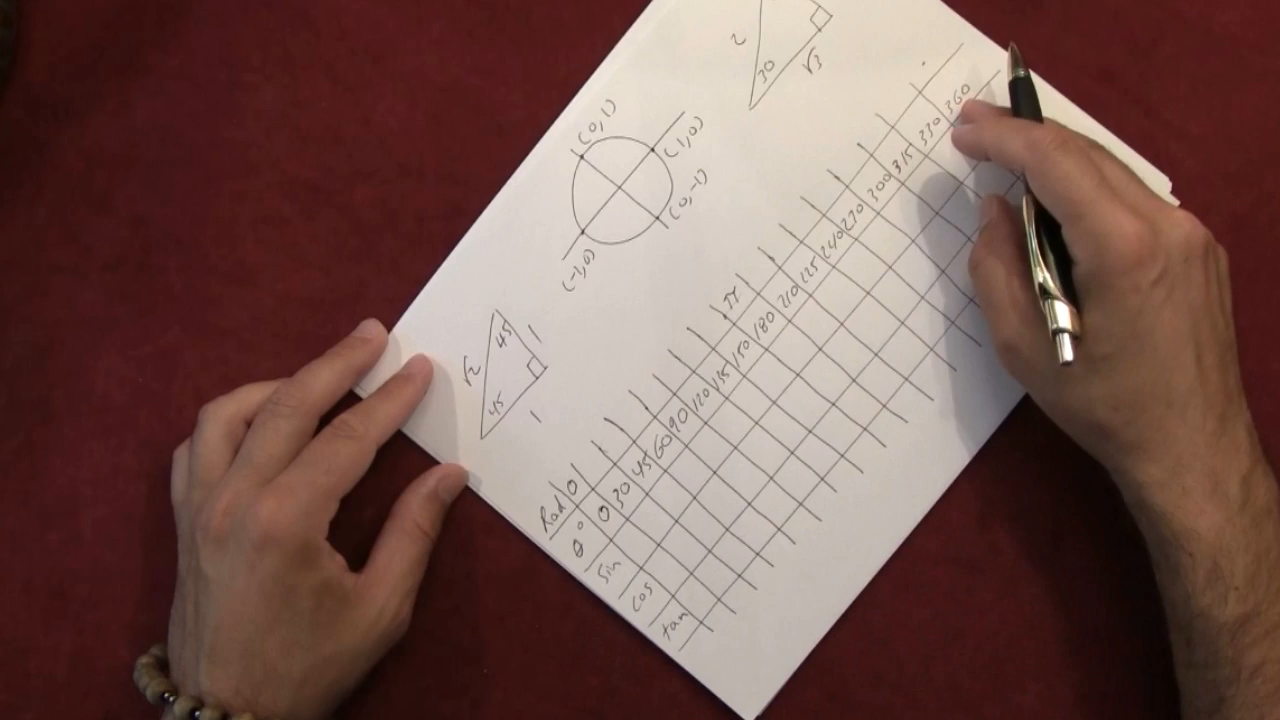 √2 45 1
45
1
(0,1)
(1,0)
(-1,0)
(0,-1)
2
30
√3
Rad 0 π
θ° 0 30 45 60 90 120 135 150 180 210 225 240 270 300 315 330 360
Sin
cos
tan